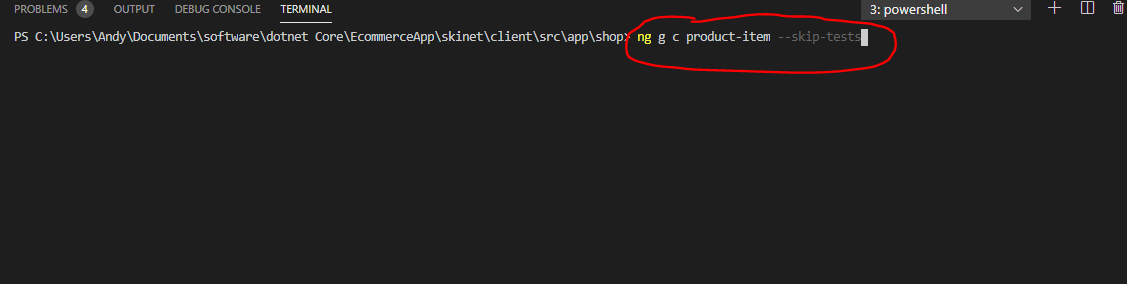 PROBLEMS 4 OUTPUT DEBUG CONSOLE TERMINAL 3: powershell
PS C:\Users\Andy\Documents\software\dotnet Core\EcommerceApp\skinet\client\src\app\shop> ng g c product-item --skip-tests